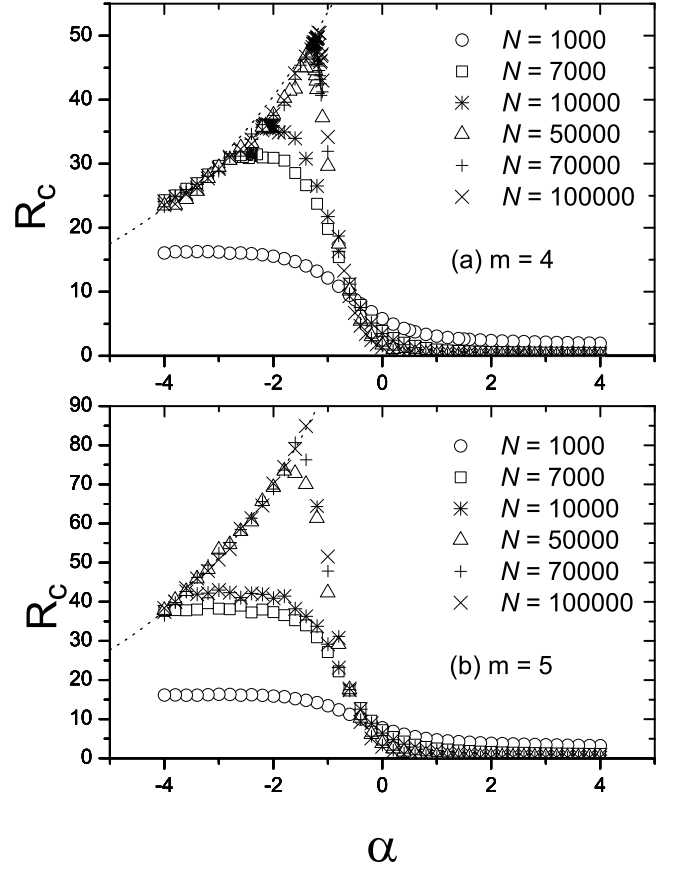 50
40
30
20
10
0
R_C
N = 1000
N = 7000
N = 10000
N = 50000
N = 70000
N = 100000
(a) m = 4
-4 -2 0 2 4
90
80
70
60
50
40
30
20
10
0
R_C
N = 1000
N = 7000
N = 10000
N = 50000
N = 70000
N = 100000
(b) m = 5
-4 -2 0 2 4
α